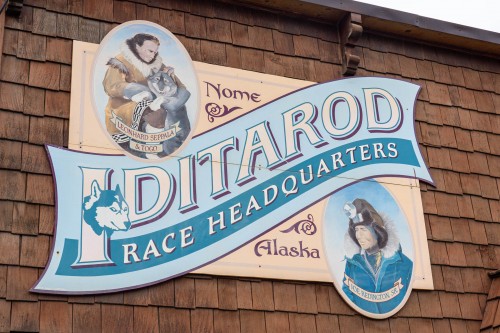 LEONHARD SEPPALA
& TOGO
Nome
IDITAROD
RACE HEADQUARTERS
Alaska
JOE REDINGTON, SR.